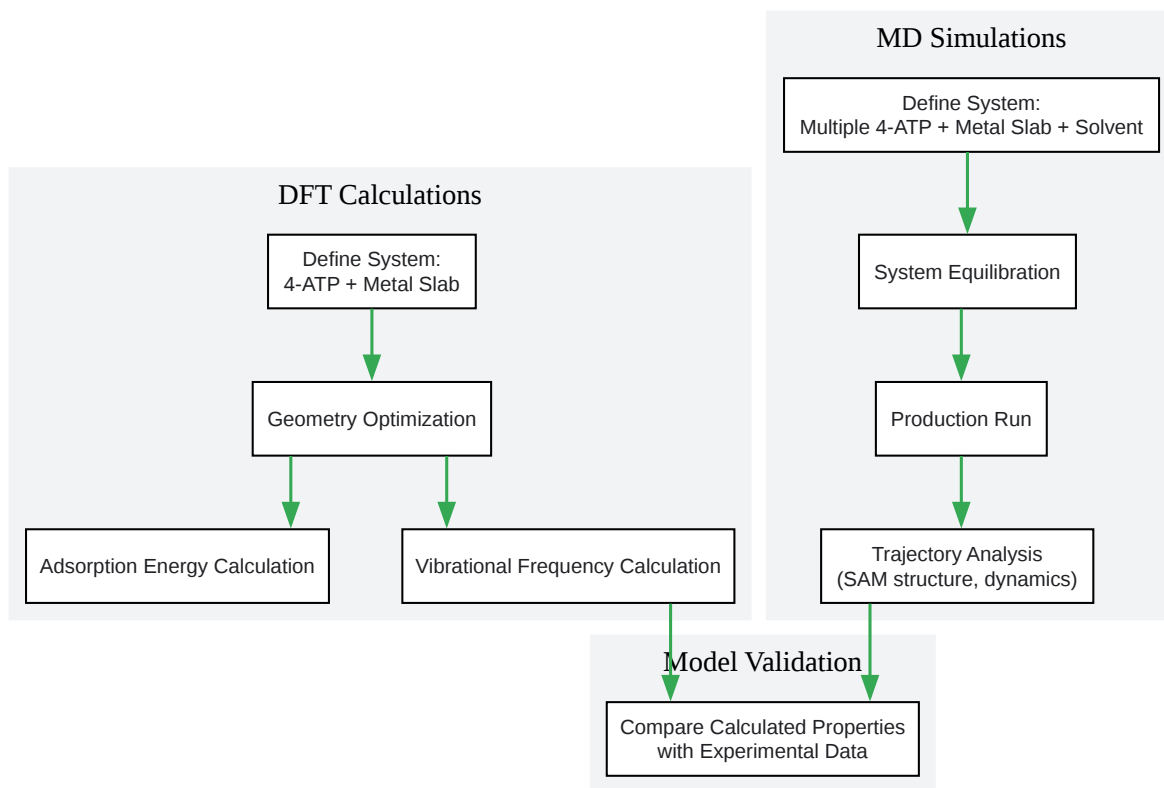 MD Simulations
Define System:
Multiple 4-ATP + Metal Slab + Solvent
System Equilibration
Production Run
Trajectory Analysis
(SAM structure, dynamics)
DFT Calculations
Define System:
4-ATP + Metal Slab
Geometry Optimization
Adsorption Energy Calculation
Vibrational Frequency Calculation
Model Validation
Compare Calculated Properties
with Experimental Data